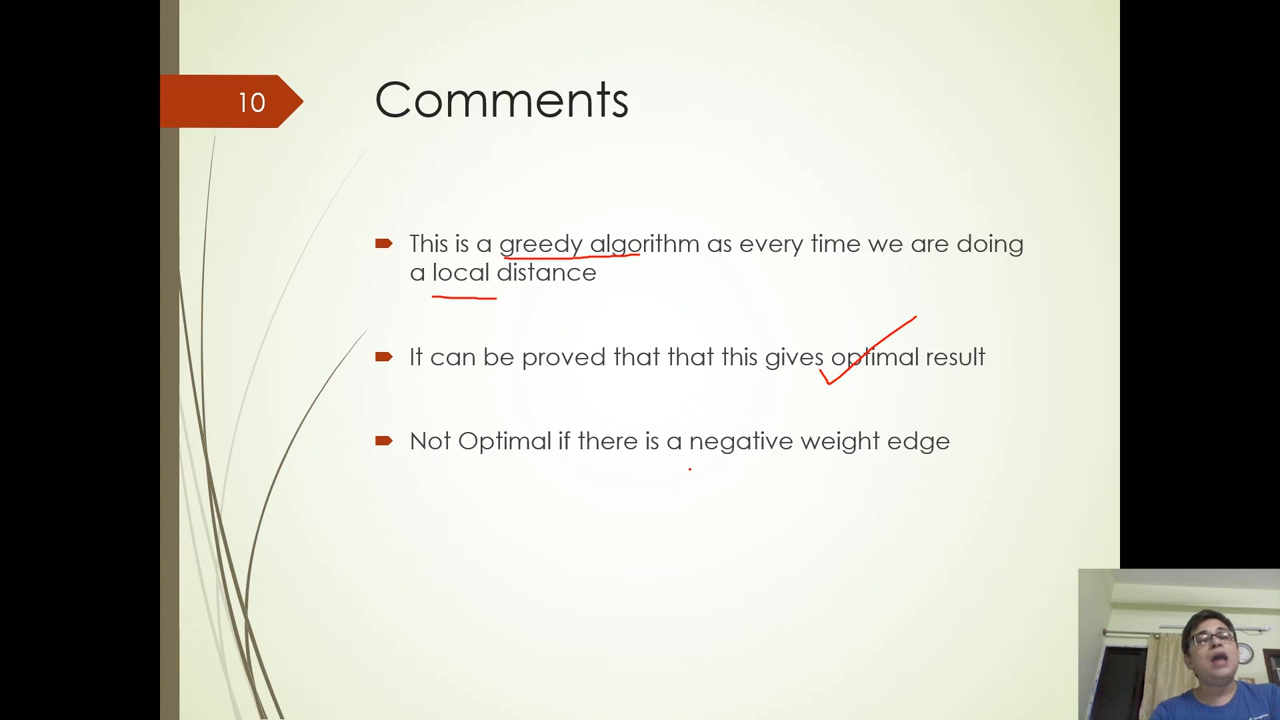 10
Comments
This is a greedy algorithm as every time we are doing
a local distance
It can be proved that that this gives optimal result
Not Optimal if there is a negative weight edge